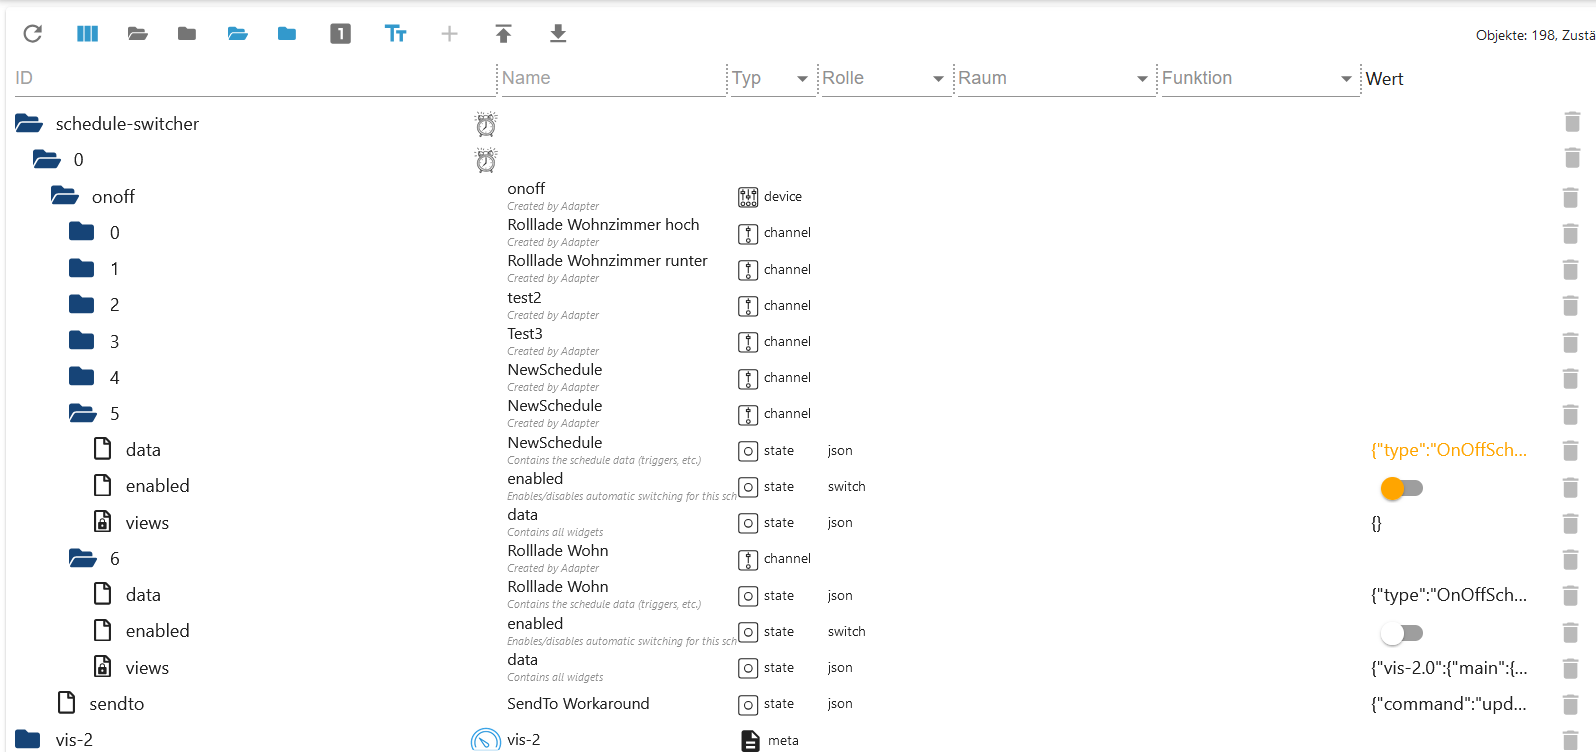 Objekte: 198, Zustä
ID Name Typ Rolle Raum Funktion Wert
schedule-switcher
0
onoff onoff device
Created by Adapter
0 Rolllade Wohnzimmer hoch channel
Created by Adapter
1 Rolllade Wohnzimmer runter channel
Created by Adapter
2 test2 channel
Created by Adapter
3 Test3 channel
Created by Adapter
4 NewSchedule channel
Created by Adapter
5 NewSchedule channel
Created by Adapter
data NewSchedule state json {"type":"OnOffSch...
Contains the schedule data (triggers, etc.)
enabled enabled state switch
Enables/disables automatic switching for this sch
views data state json {}
Contains all widgets
6 Rolllade Wohn channel
Created by Adapter
data Rolllade Wohn state json {"type":"OnOffSch...
Contains the schedule data (triggers, etc.)
enabled enabled state switch
Enables/disables automatic switching for this sch
views data state json {"vis-2.0":{"main":{...
Contains all widgets
sendto SendTo Workaround state json {"command":"upd...
vis-2 vis-2 meta